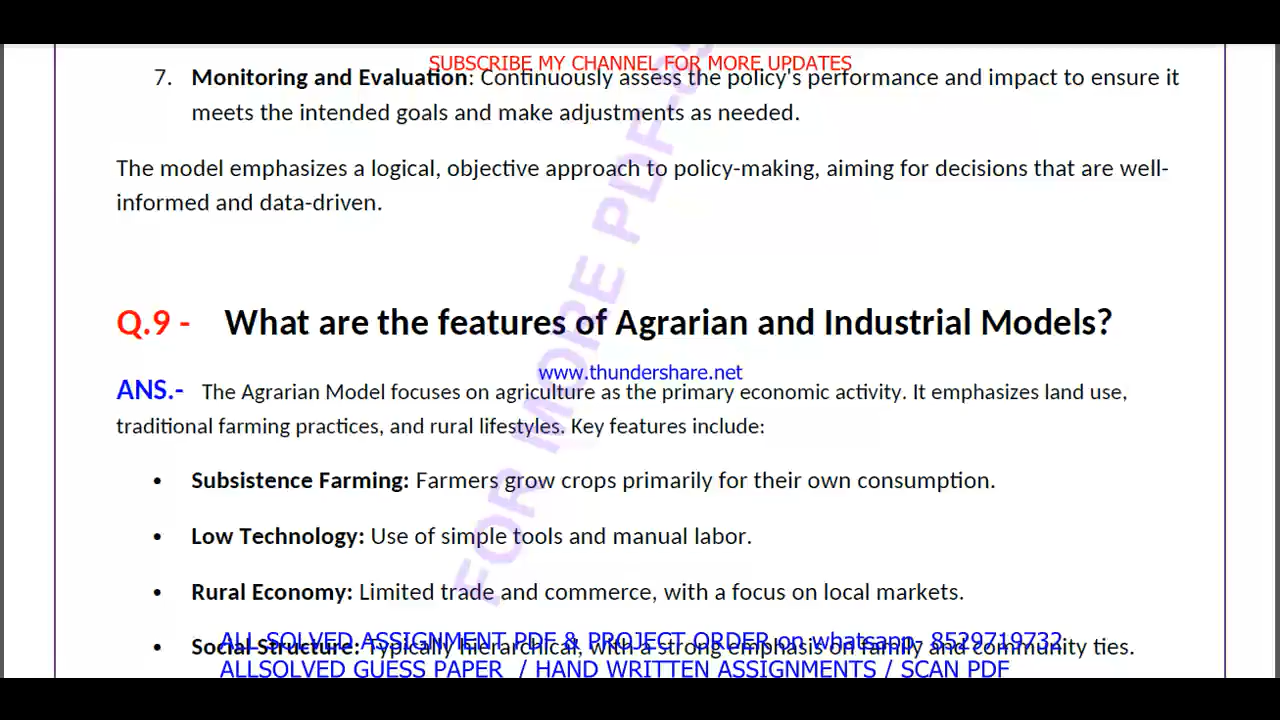 SUBSCRIBE MY CHANNEL FOR MORE UPDATES
7. Monitoring and Evaluation: Continuously assess the policy's performance and impact to ensure it
meets the intended goals and make adjustments as needed.
The model emphasizes a logical, objective approach to policy-making, aiming for decisions that are well-
informed and data-driven.
Q.9 - What are the features of Agrarian and Industrial Models?
www.thundershare.net
ANS.- The Agrarian Model focuses on agriculture as the primary economic activity. It emphasizes land use,
traditional farming practices, and rural lifestyles. Key features include:
• Subsistence Farming: Farmers grow crops primarily for their own consumption.
• Low Technology: Use of simple tools and manual labor.
• Rural Economy: Limited trade and commerce, with a focus on local markets.
• Social Structure: Typically hierarchical, with a strong emphasis on family and community ties.
ALL SOLVED ASSIGNMENT PDF & PROJECT ORDER on whatsapp- 8529719732
ALLSOLVED GUESS PAPER / HAND WRITTEN ASSIGNMENTS / SCAN PDF
FOR MORE PDF